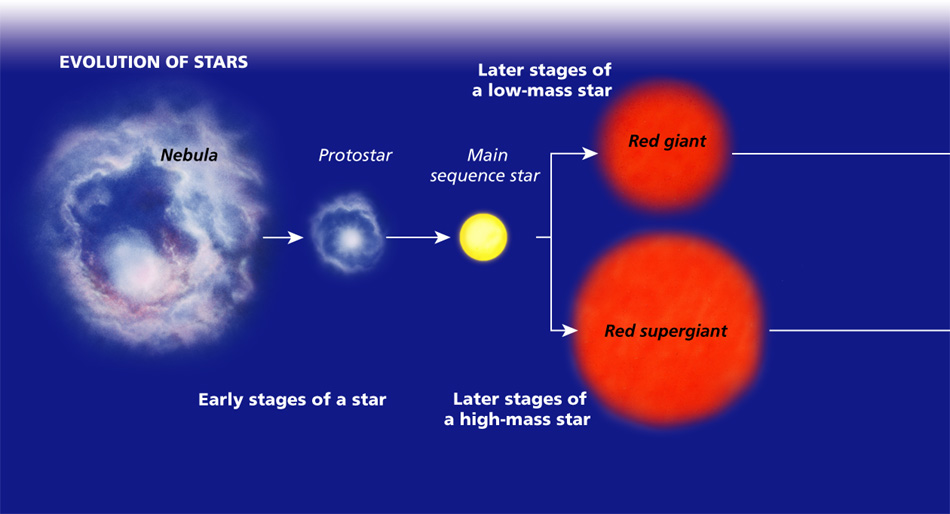 EVOLUTION OF STARS
Nebula
Protostar
Main
sequence star
Later stages of
a low-mass star
Red giant
Red supergiant
Early stages of a star
Later stages of
a high-mass star